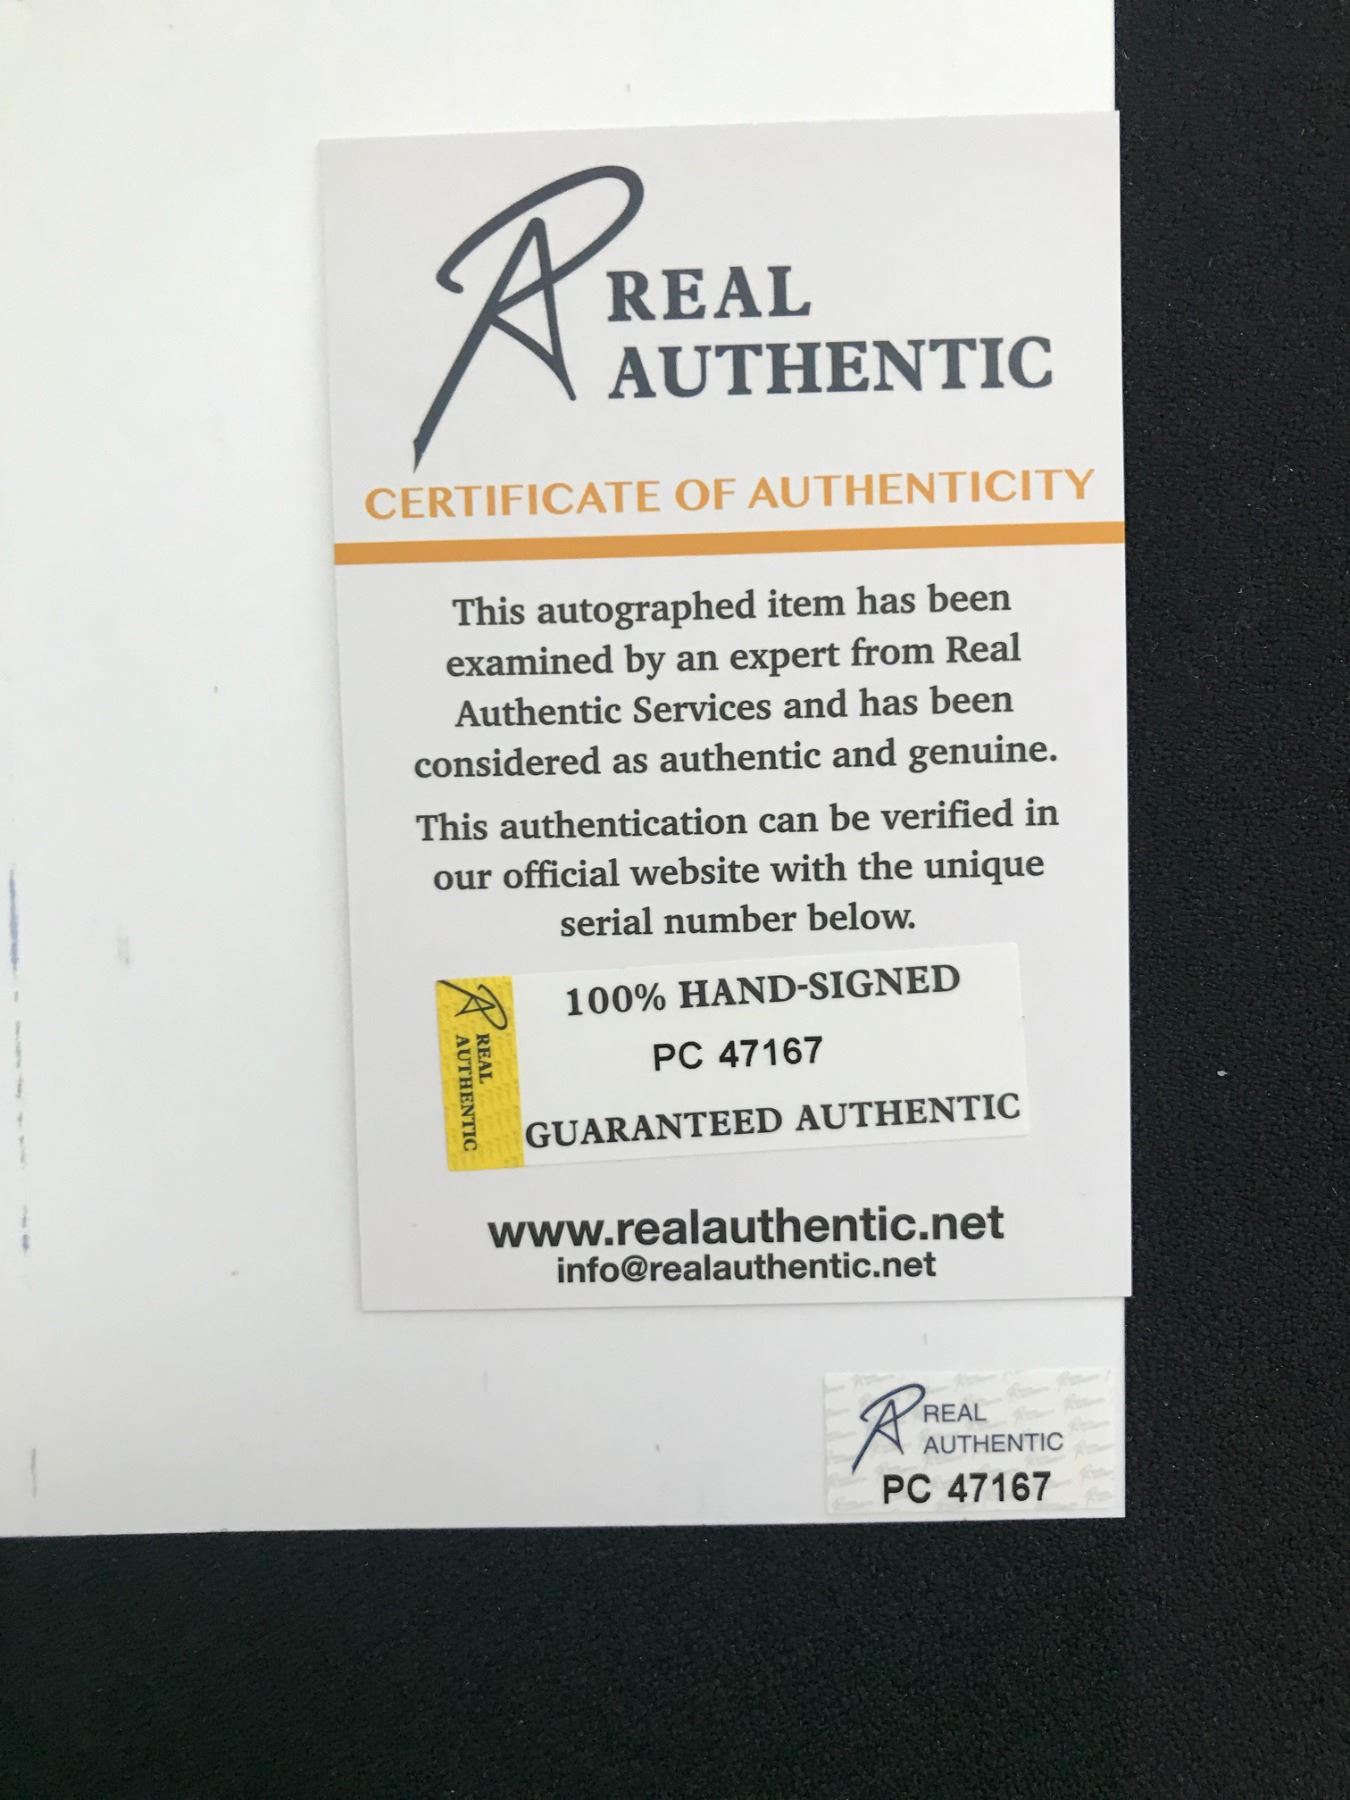 REAL
AUTHENTIC
CERTIFICATE OF AUTHENTICITY
This autographed item has been
examined by an expert from Real
Authentic Services and has been
considered as authentic and genuine.
This authentication can be verified in
our official website with the unique
serial number below.
REAL
AUTHENTIC
100% HAND-SIGNED
PC 47167
GUARANTEED AUTHENTIC
www.realauthentic.net
info@realauthentic.net
REAL
AUTHENTIC
PC 47167